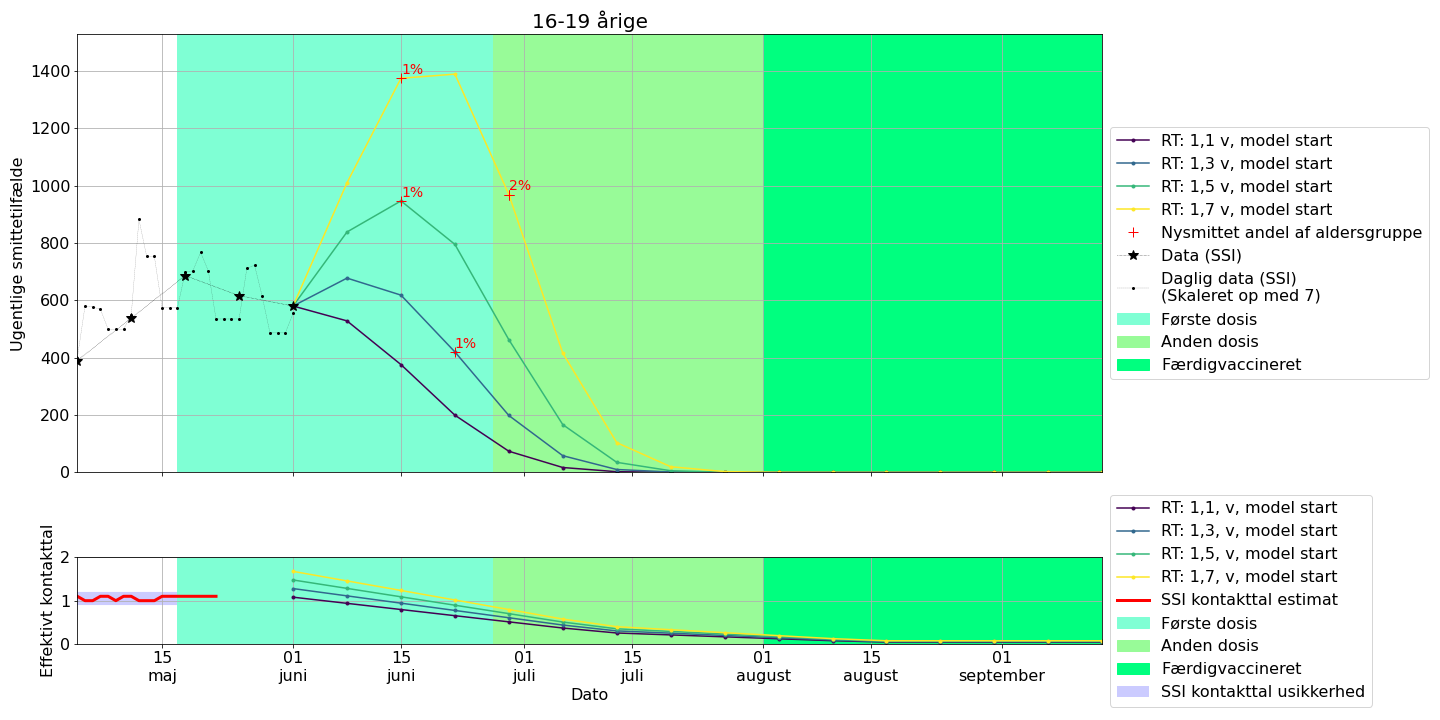 16-19 årige
Ugentlige smittetilfælde
1400
1200
1000
800
600
400
200
0
1%
1%
2%
1%
RT: 1,1 v, model start
RT: 1,3 v, model start
RT: 1,5 v, model start
RT: 1,7 v, model start
Nysmittet andel af aldersgruppe
Data (SSI)
Daglig data (SSI)
(Skaleret op med 7)
Første dosis
Anden dosis
Færdigvaccineret
Effektivt kontakttal
2
1
0
15
maj
01
juni
15
juni
01
juli
15
juli
01
august
15
august
01
september
Dato
RT: 1,1, v, model start
RT: 1,3, v, model start
RT: 1,5, v, model start
RT: 1,7, v, model start
SSI kontakttal estimat
Første dosis
Anden dosis
Færdigvaccineret
SSI kontakttal usikkerhed